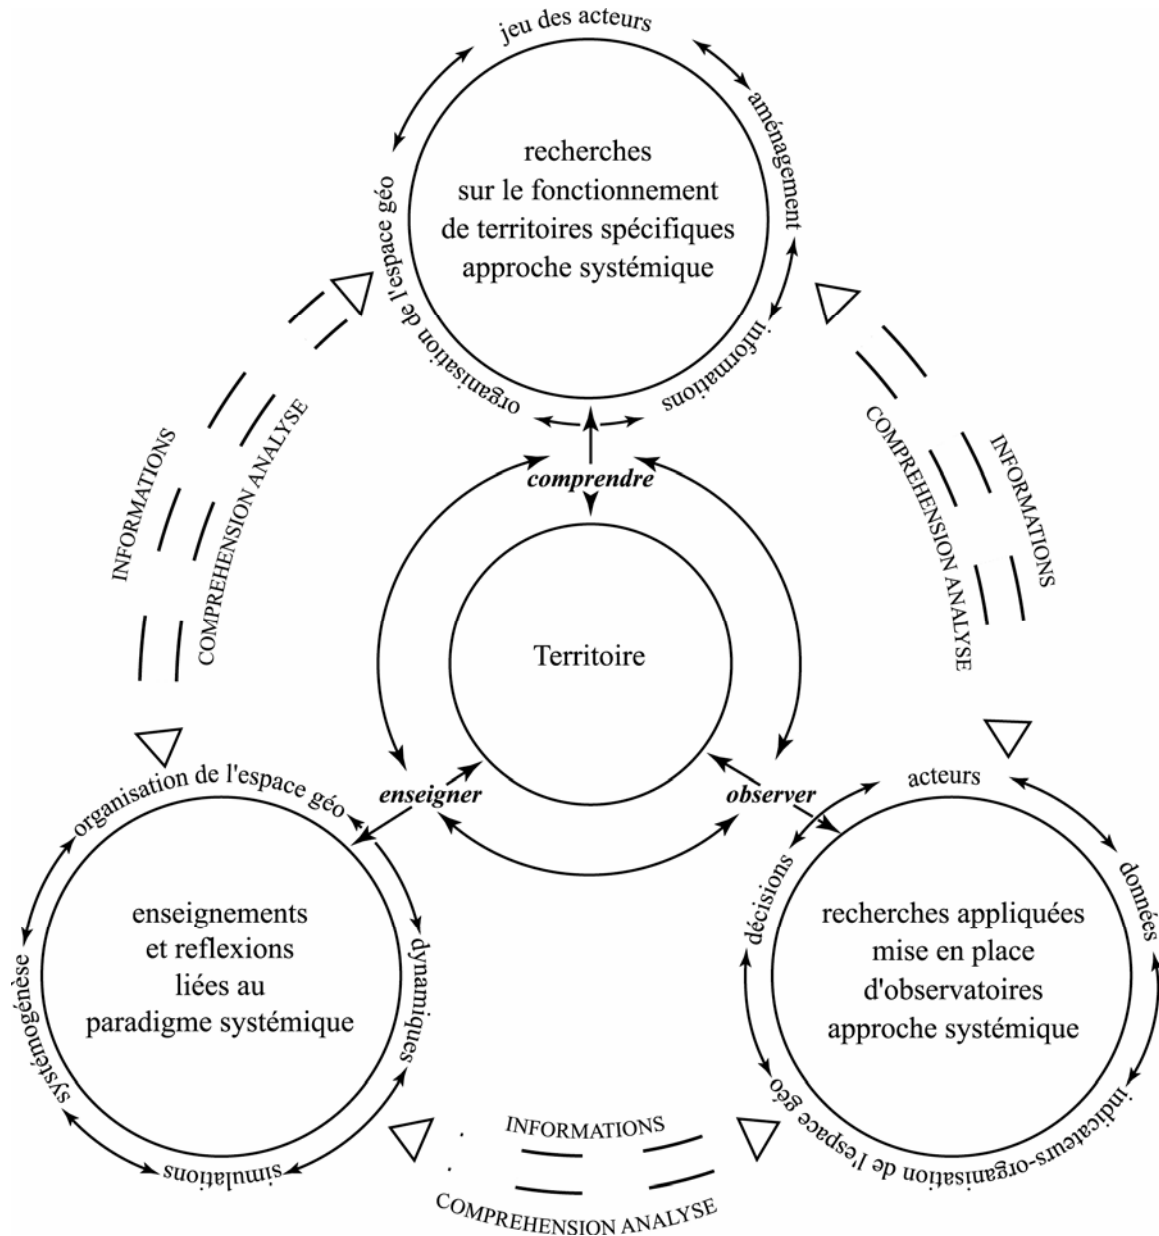 jeu des acteurs
aménagement
informations
organisation de l'espace géo
recherches
sur le fonctionnement
de territoires spécifiques
approche systémique
INFORMATIONS
COMPREHENSION ANALYSE
COMPREHENSION ANALYSE
INFORMATIONS
comprendre
Territoire
enseigner
observer
organisation de l'espace géo
dynamiques
simulations
systémogénèse
enseignements
et reflexions
liées au
paradigme systémique
acteurs
données
indicateurs-organisation de l'espace géo
décisions
recherches appliquées
mise en place
d'observatoires
approche systémique
INFORMATIONS
COMPREHENSION ANALYSE